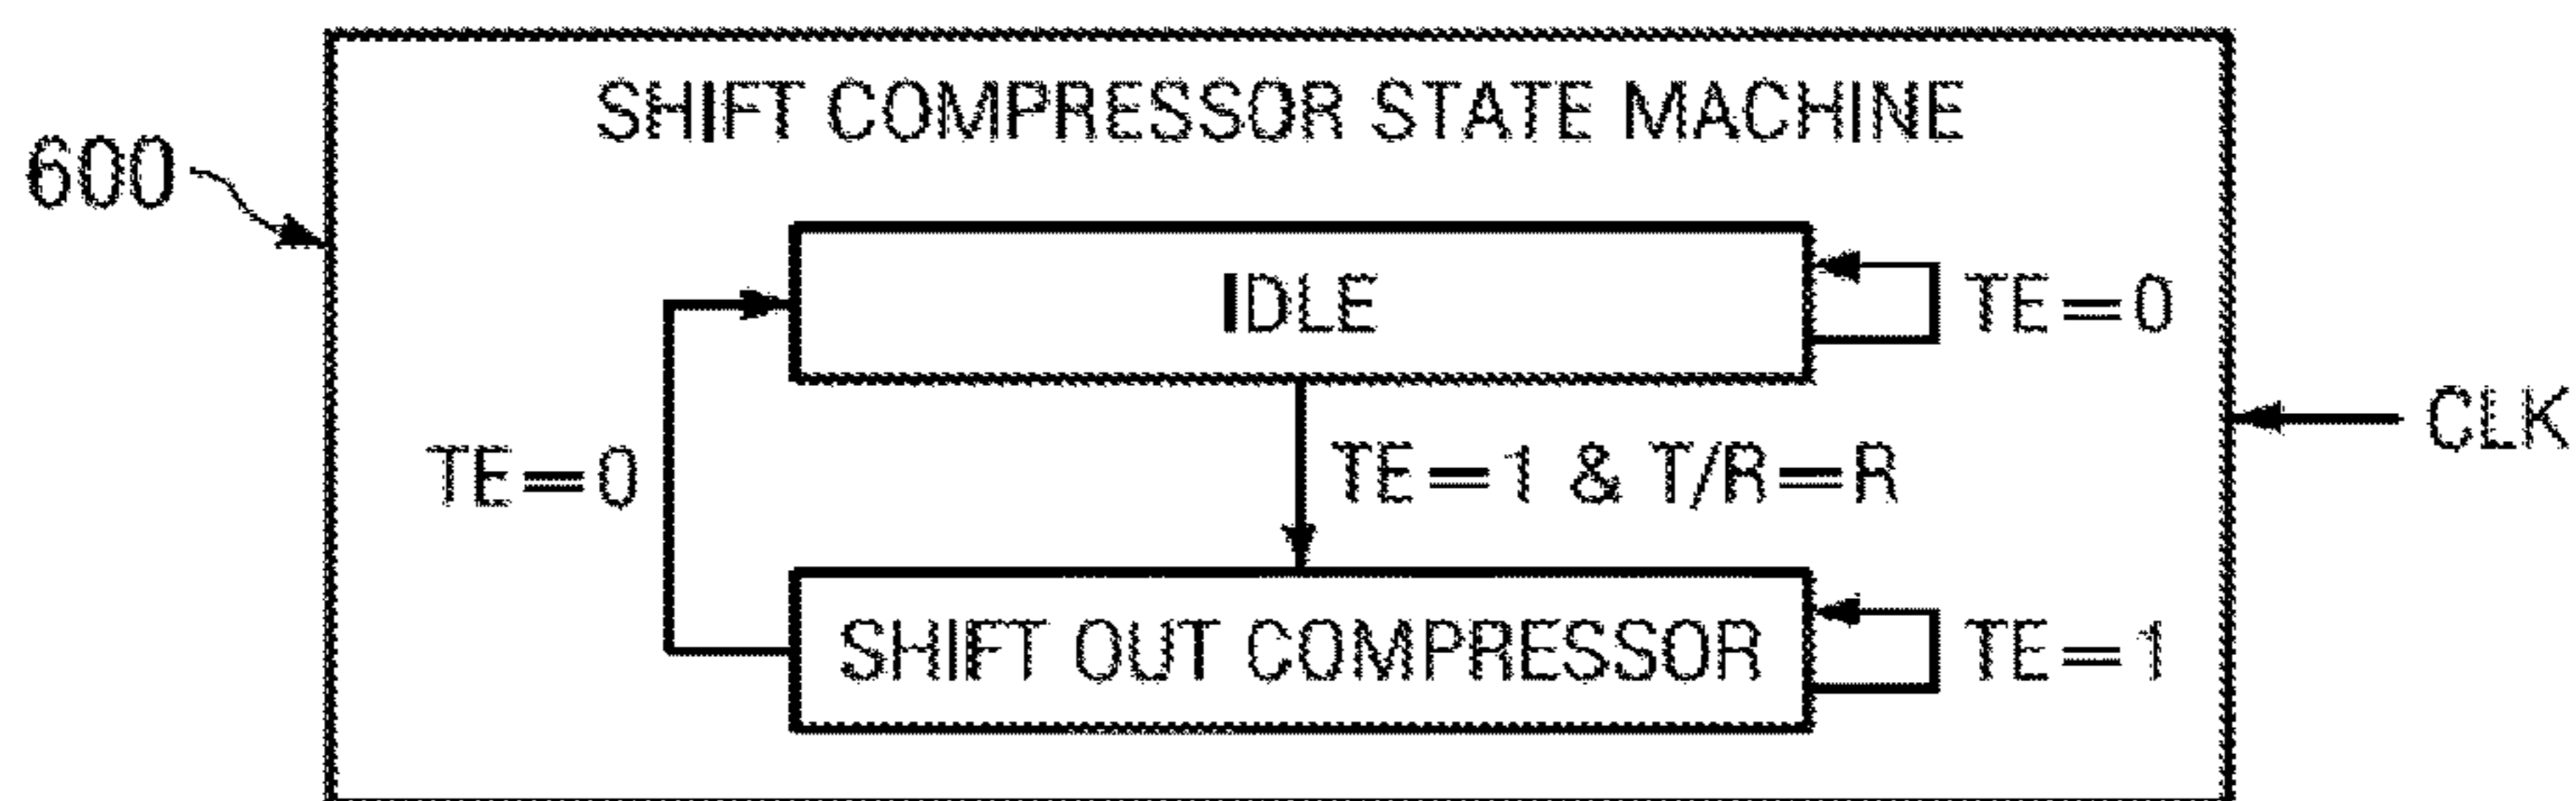 SHIFT COMPRESSOR STATE MACHINE
600
IDLE
TE=0
CLK
TE=0
TE=1 & T/R=R
SHIFT OUT COMPRESSOR
TE=1